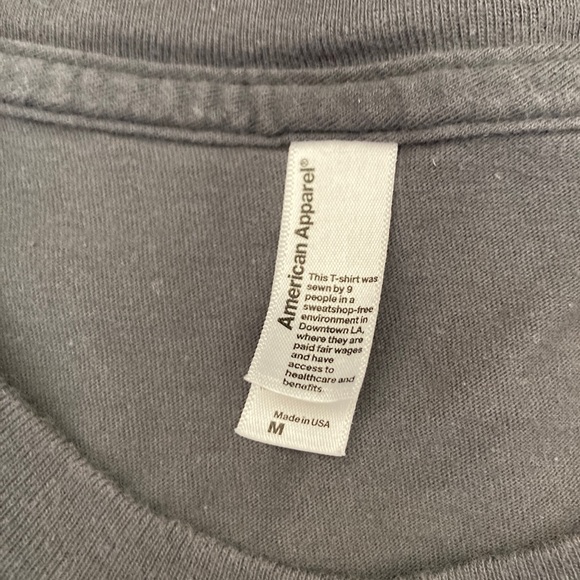 American Apparel®
This T-shirt was
sewn by 9
people in a
sweatshop-free
environment in
Downtown LA,
where they are
paid fair wages
and have
access to
healthcare and
benefits.
Made in USA
M